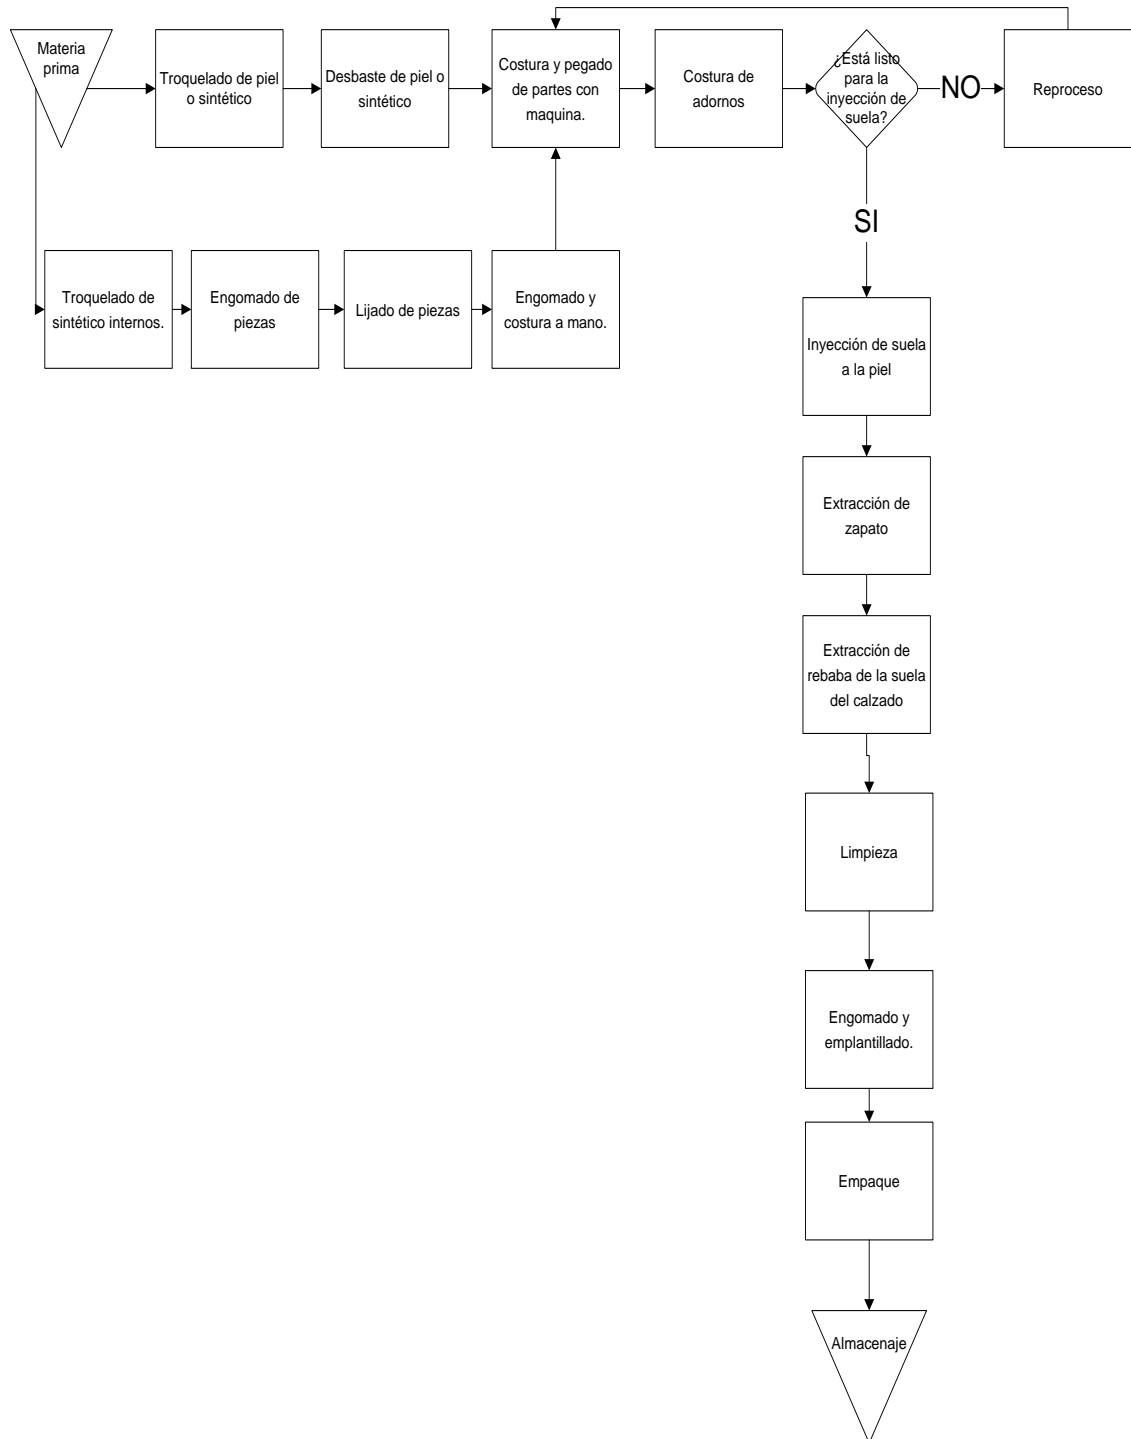 Materia
prima
Troquelado de piel
o sintético
Desbaste de piel o
sintético
Costura y pegado
de partes con
maquina.
Costura de
adornos
¿Está listo
para la
inyección de
suela?
NO
Reproceso
SI
Troquelado de
sintético internos.
Engomado de
piezas
Lijado de piezas
Engomado y
costura a mano.
Inyección de suela
a la piel
Extracción de
zapato
Extracción de
rebaba de la suela
del calzado
Limpieza
Engomado y
emplantillado.
Empaque
Almacenaje